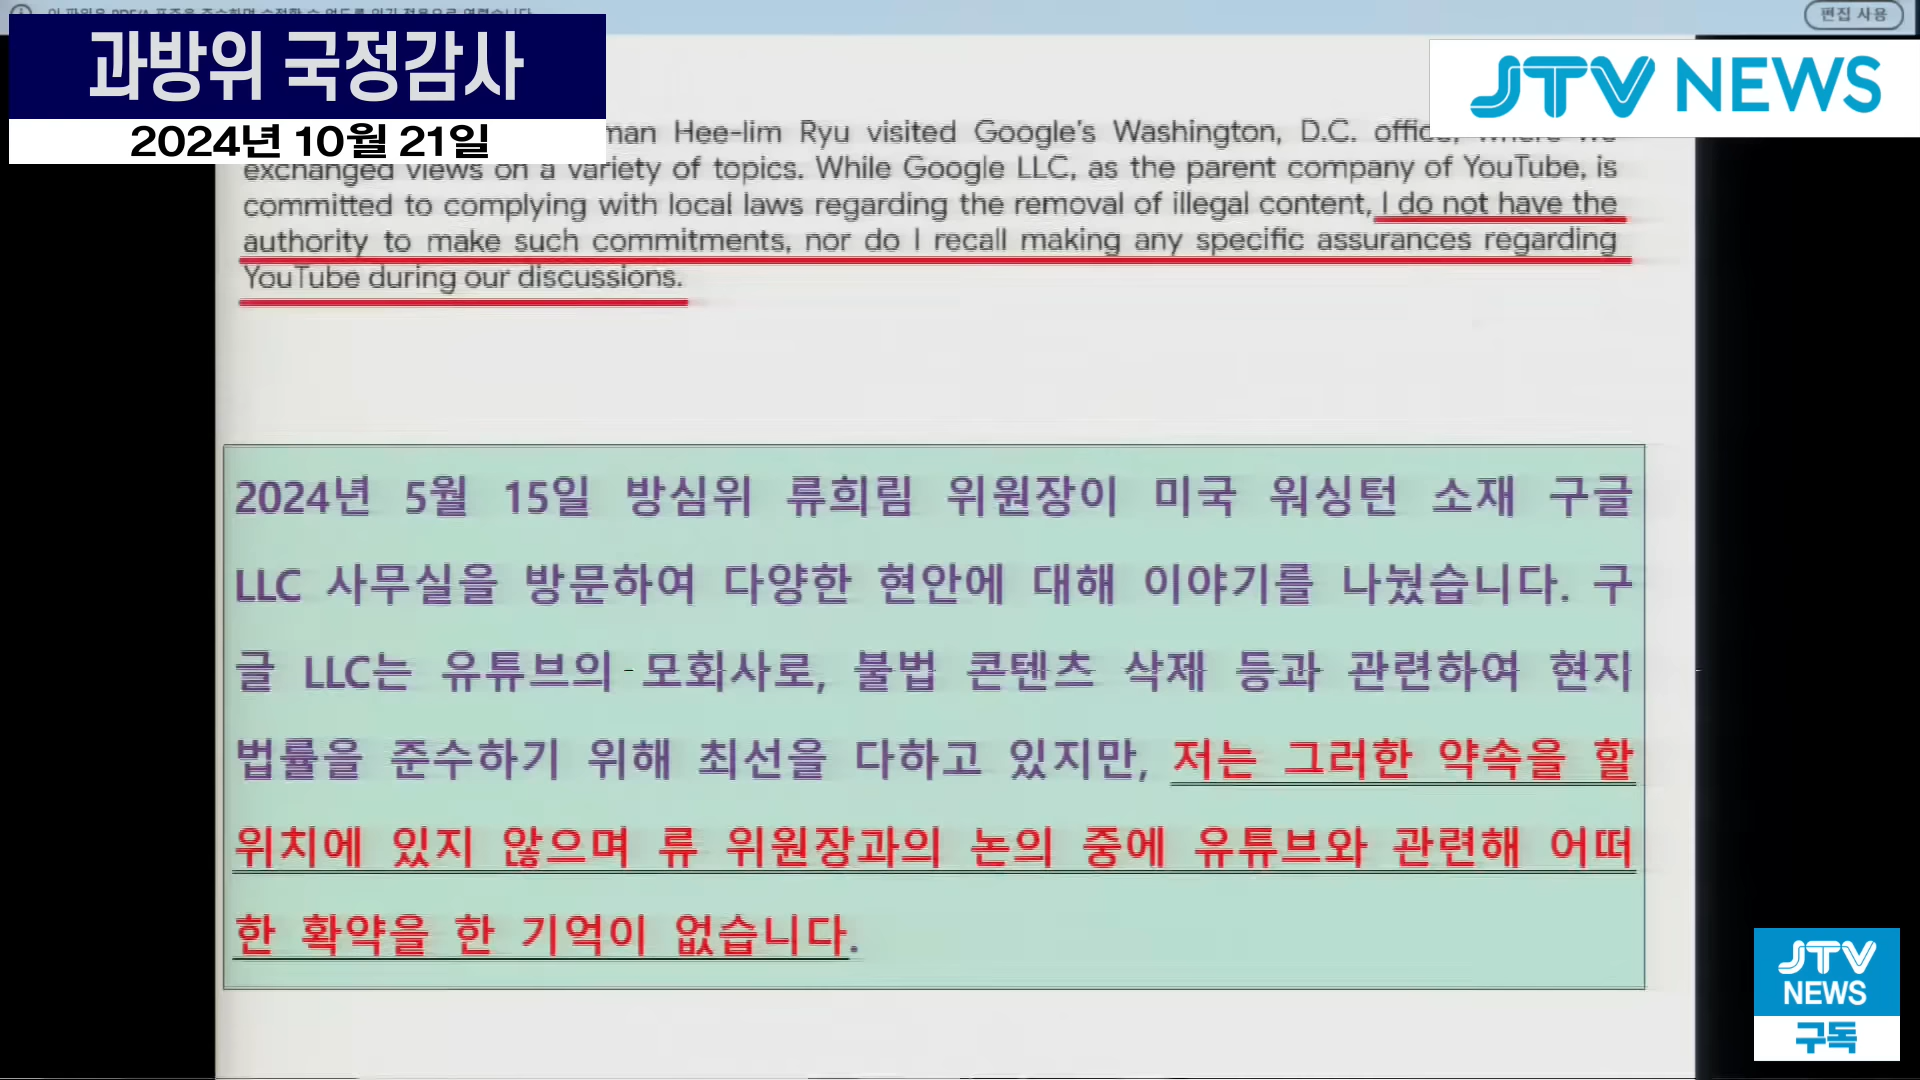 편집 사용
과방위 국정감사
2024년 10월 21일
JTV NEWS
man Hee-lim Ryu visited Google's Washington, D.C. office, where we
exchanged views on a variety of topics. While Google LLC, as the parent company of YouTube, is
committed to complying with local laws regarding the removal of illegal content, I do not have the
authority to make such commitments, nor do I recall making any specific assurances regarding
YouTube during our discussions.
2024년 5월 15일 방심위 류희림 위원장이 미국 워싱턴 소재 구글
LLC 사무실을 방문하여 다양한 현안에 대해 이야기를 나눴습니다. 구
글 LLC는 유튜브의 모회사로, 불법 콘텐츠 삭제 등과 관련하여 현지
법률을 준수하기 위해 최선을 다하고 있지만, 저는 그러한 약속을 할
위치에 있지 않으며 류 위원장과의 논의 중에 유튜브와 관련해 어떠
한 확약을 한 기억이 없습니다.
JTV
NEWS
구독